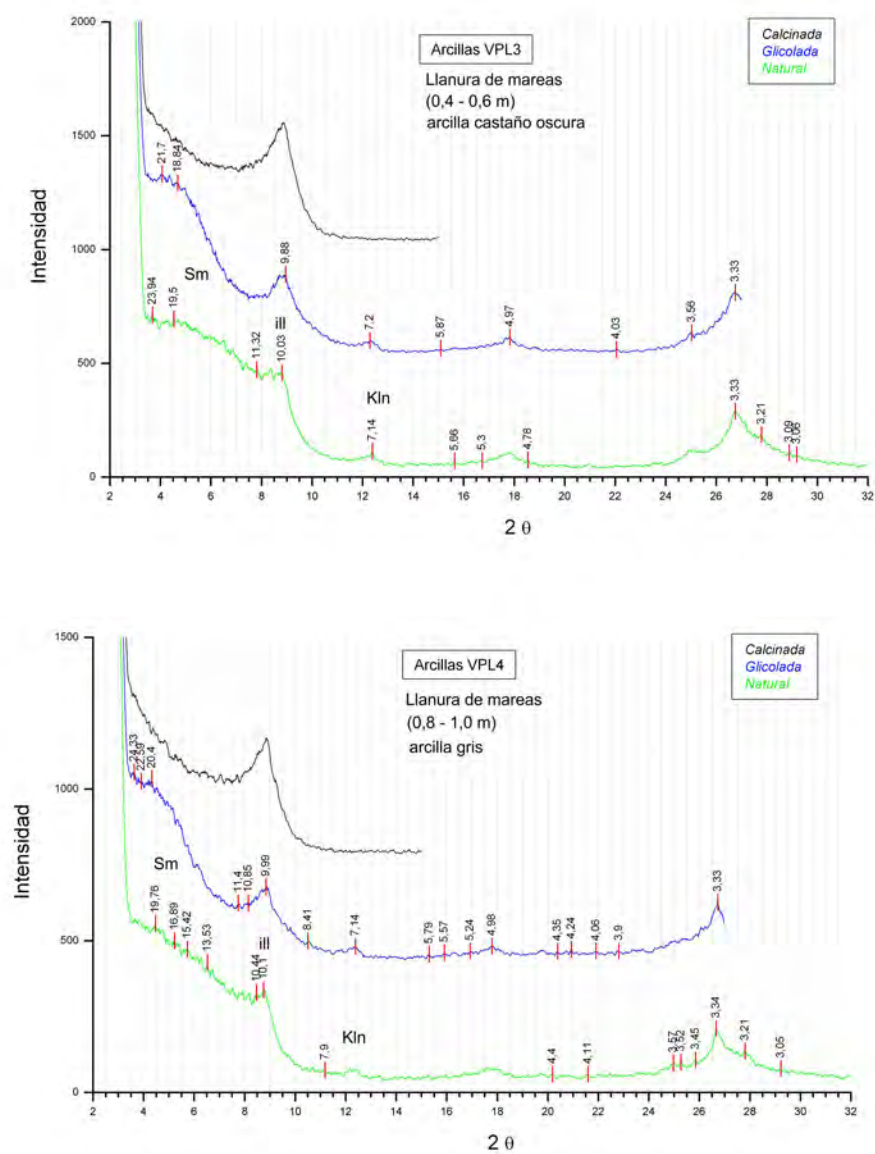 2000
1500
1000
500
0
Intensidad
Arcillas VPL3
Llanura de mareas
(0,4 - 0,6 m)
arcilla castaño oscura
Calcinada
Glicolada
Natural
21,7
18,84
9,88
7,2
5,87
4,97
4,03
3,56
3,33
Sm
ill
Kln
23,94
19,5
11,32
10,03
7,14
5,66
5,3
4,78
3,33
3,21
3,09
3,06
2 4 6 8 10 12 14 16 18 20 22 24 26 28 30 32
2 θ
1500
1000
500
0
Intensidad
Arcillas VPL4
Llanura de mareas
(0,8 - 1,0 m)
arcilla gris
Calcinada
Glicolada
Natural
24,33
22,59
20,4
11,4
10,85
9,99
8,41
7,14
5,79
5,57
5,24
4,98
4,35
4,24
4,06
3,9
3,33
Sm
ill
Kln
19,76
16,89
15,42
13,53
10,44
10,1
7,9
4,4
4,11
3,57
3,52
3,45
3,34
3,21
3,05
2 4 6 8 10 12 14 16 18 20 22 24 26 28 30 32
2 θ